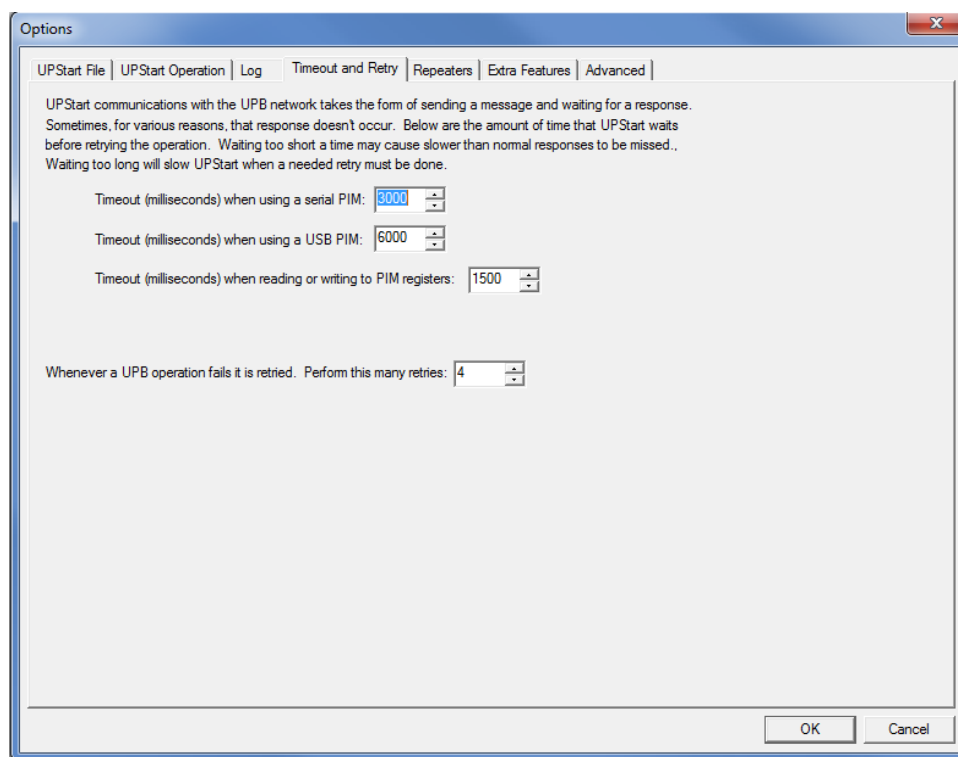 Options
X
UPStart File UPStart Operation Log Timeout and Retry Repeaters Extra Features Advanced
UPStart communications with the UPB network takes the form of sending a message and waiting for a response.
Sometimes, for various reasons, that response doesn't occur. Below are the amount of time that UPStart waits
before retrying the operation. Waiting too short a time may cause slower than normal responses to be missed.,
Waiting too long will slow UPStart when a needed retry must be done.
Timeout (milliseconds) when using a serial PIM: 3000
Timeout (milliseconds) when using a USB PIM: 6000
Timeout (milliseconds) when reading or writing to PIM registers: 1500
Whenever a UPB operation fails it is retried. Perform this many retries: 4
OK Cancel